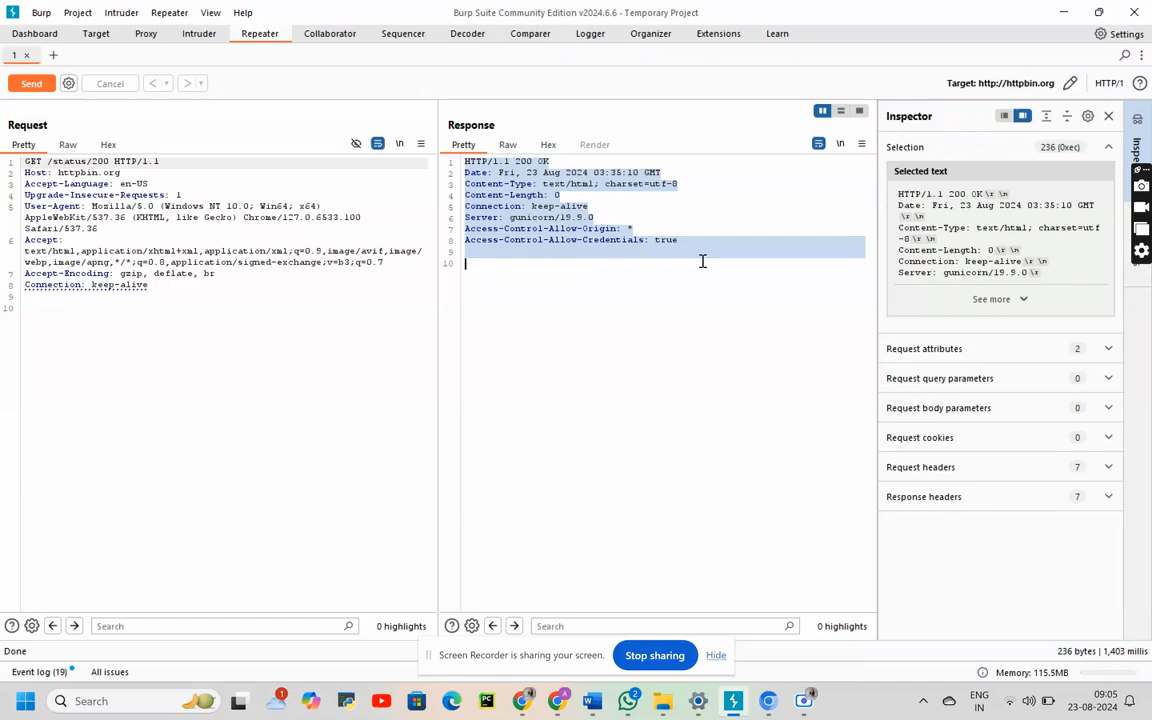 Burp Project Intruder Repeater View Help Burp Suite Community Edition v2024.6.6 - Temporary Project
Dashboard Target Proxy Intruder Repeater Collaborator Sequencer Decoder Comparer Logger Organizer Extensions Learn Settings
1 × +
Send Cancel < > Target: http://httpbin.org HTTP/1
Request
Pretty Raw Hex \n
1 GET /status/200 HTTP/1.1
2 Host: httpbin.org
3 Accept-Language: en-US
4 Upgrade-Insecure-Requests: 1
5 User-Agent: Mozilla/5.0 (Windows NT 10.0; Win64; x64)
AppleWebKit/537.36 (KHTML, like Gecko) Chrome/127.0.6533.100
Safari/537.36
6 Accept:
text/html,application/xhtml+xml,application/xml;q=0.9,image/avif,image/
webp,image/apng,*/*;q=0.8,application/signed-exchange;v=b3;q=0.7
7 Accept-Encoding: gzip, deflate, br
8 Connection: keep-alive
9
10
Search 0 highlights
Response
Pretty Raw Hex Render \n
1 HTTP/1.1 200 OK
2 Date: Fri, 23 Aug 2024 03:35:10 GMT
3 Content-Type: text/html; charset=utf-8
4 Content-Length: 0
5 Connection: keep-alive
6 Server: gunicorn/19.9.0
7 Access-Control-Allow-Origin: *
8 Access-Control-Allow-Credentials: true
9
10
Search 0 highlights
Inspector
Selection 236 (0xec)
Selected text
HTTP/1.1 200 OK \r \n
Date: Fri, 23 Aug 2024 03:35:10 GMT
\r \n
Content-Type: text/html; charset=utf
-8 \r \n
Content-Length: 0 \r \n
Connection: keep-alive \r \n
Server: gunicorn/19.9.0 \r
See more
Request attributes 2
Request query parameters 0
Request body parameters 0
Request cookies 0
Request headers 7
Response headers 7
Done 236 bytes | 1,403 millis
Event log (19) All issues Memory: 115.5MB
Screen Recorder is sharing your screen. Stop sharing Hide
Search 1 PC 2 ENG 09:05
IN 23-08-2024